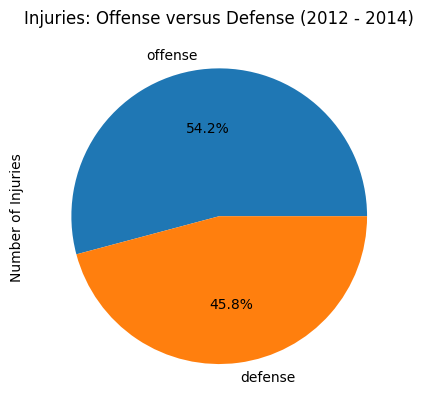 Injuries: Offense versus Defense (2012 - 2014)
offense
54.2%
Number of Injuries
45.8%
defense